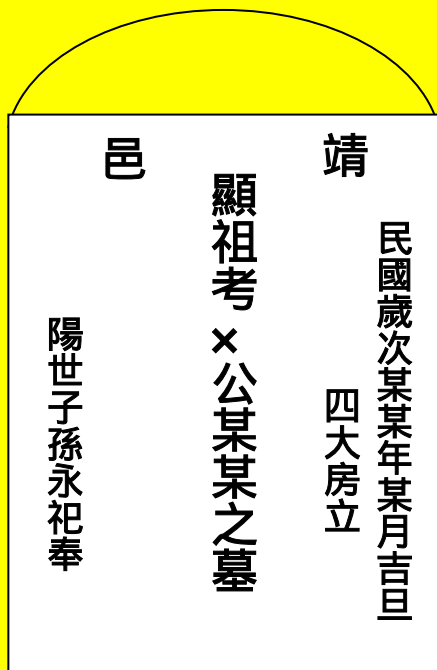 靖邑
民國歲次某某年某月吉旦
四大房立
顯祖考×公某某之墓
陽世子孫永祀奉